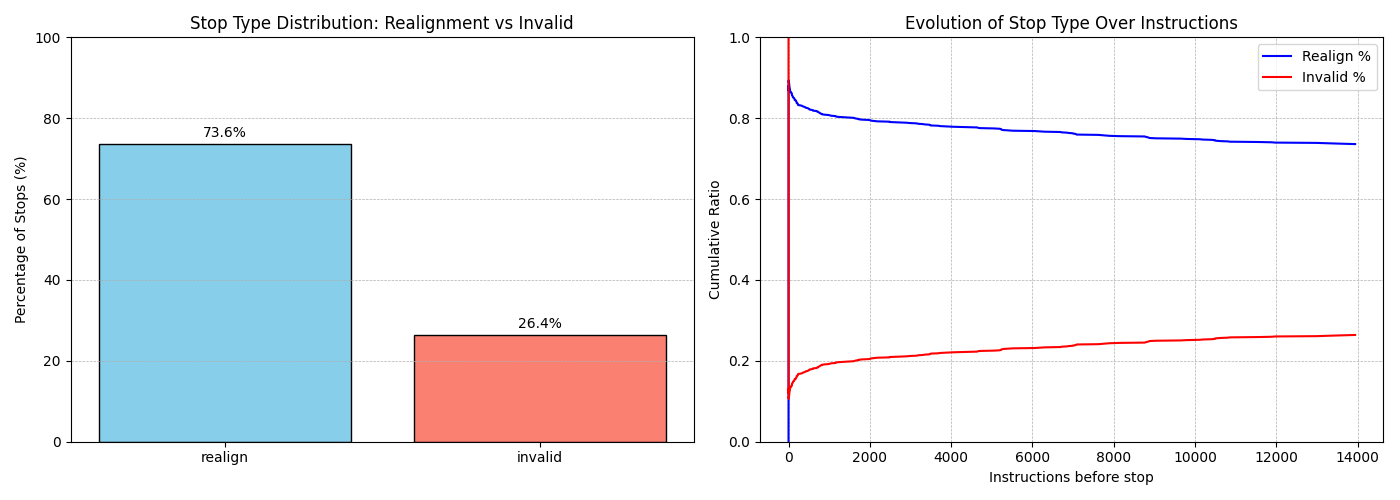 Stop Type Distribution: Realignment vs Invalid
Percentage of Stops (%)
100
80
60
40
20
0
73.6%
26.4%
realign
invalid
Evolution of Stop Type Over Instructions
Cumulative Ratio
1.0
0.8
0.6
0.4
0.2
0.0
Realign %
Invalid %
0
2000
4000
6000
8000
10000
12000
14000
Instructions before stop